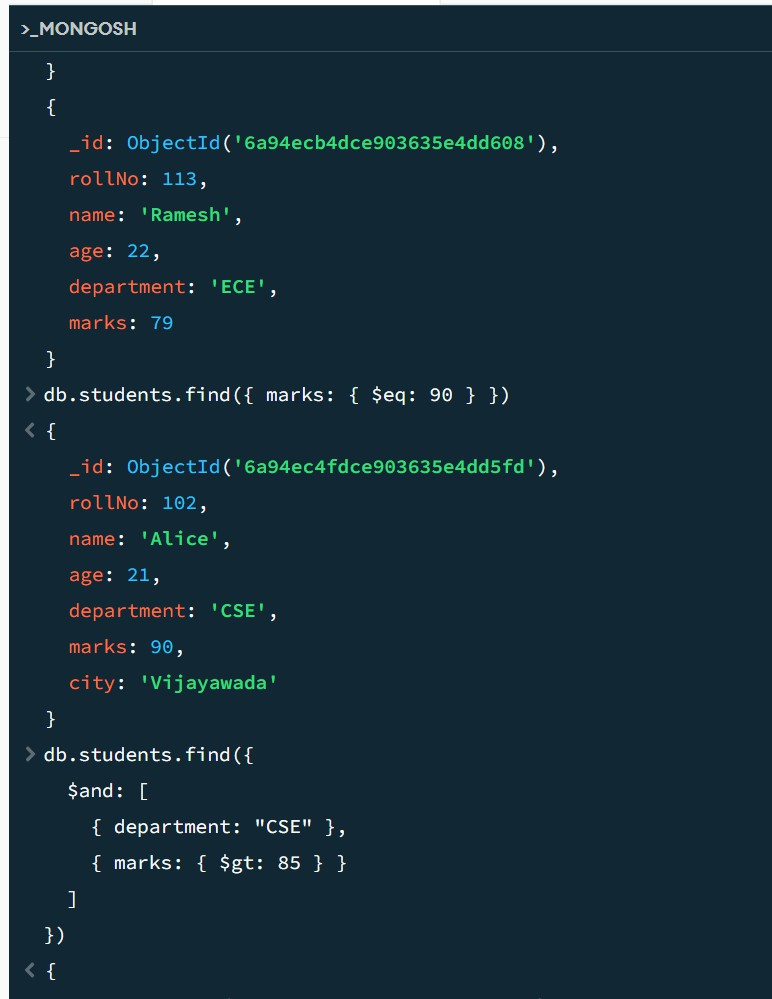 >_MONGOSH
}
{
_id: ObjectId('6a94ecb4dce903635e4dd608'),
rollNo: 113,
name: 'Ramesh',
age: 22,
department: 'ECE',
marks: 79
}
> db.students.find({ marks: { $eq: 90 } })
< {
_id: ObjectId('6a94ec4fdce903635e4dd5fd'),
rollNo: 102,
name: 'Alice',
age: 21,
department: 'CSE',
marks: 90,
city: 'Vijayawada'
}
> db.students.find({
$and: [
{ department: "CSE" },
{ marks: { $gt: 85 } }
]
})
< {